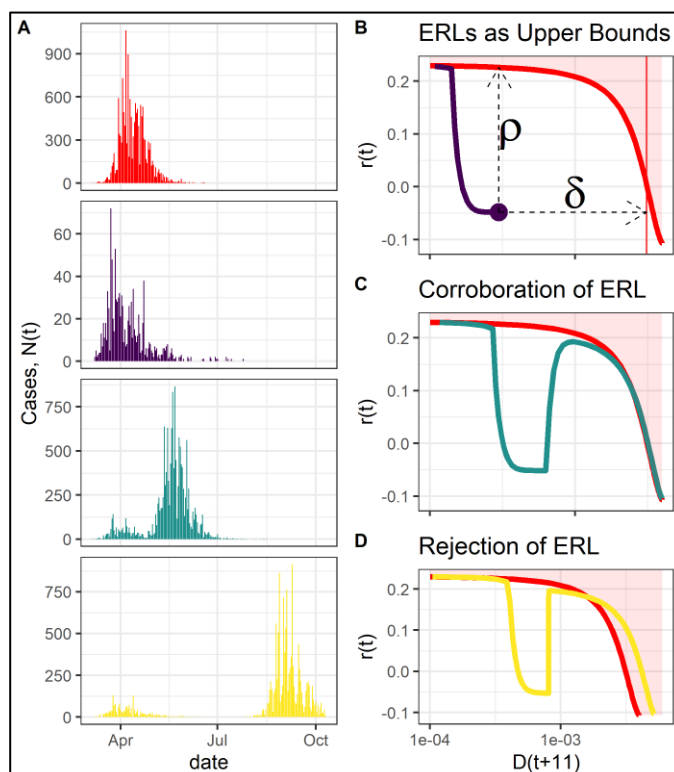 A
900
600
300
0
60
40
20
0
750
500
250
0
750
500
250
0
Cases, N(t)
Apr Jul Oct
date
B
ERLs as Upper Bounds
0.2
0.1
0.0
-0.1
r(t)
ρ
δ
C
Corroboration of ERL
0.2
0.1
0.0
-0.1
r(t)
D
Rejection of ERL
0.2
0.1
0.0
-0.1
r(t)
1e-04 1e-03
D(t+11)